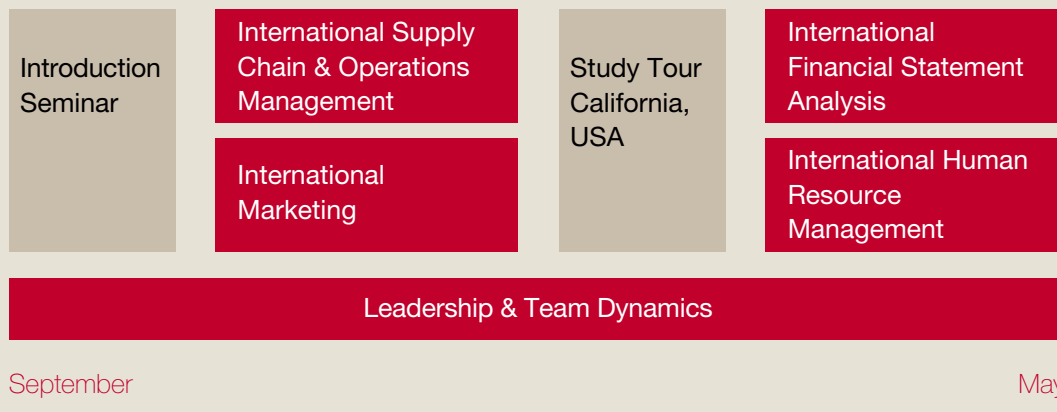 Introduction
Seminar
International Supply
Chain & Operations
Management
International
Marketing
Study Tour
California,
USA
International
Financial Statement
Analysis
International Human
Resource
Management
Leadership & Team Dynamics
September
May